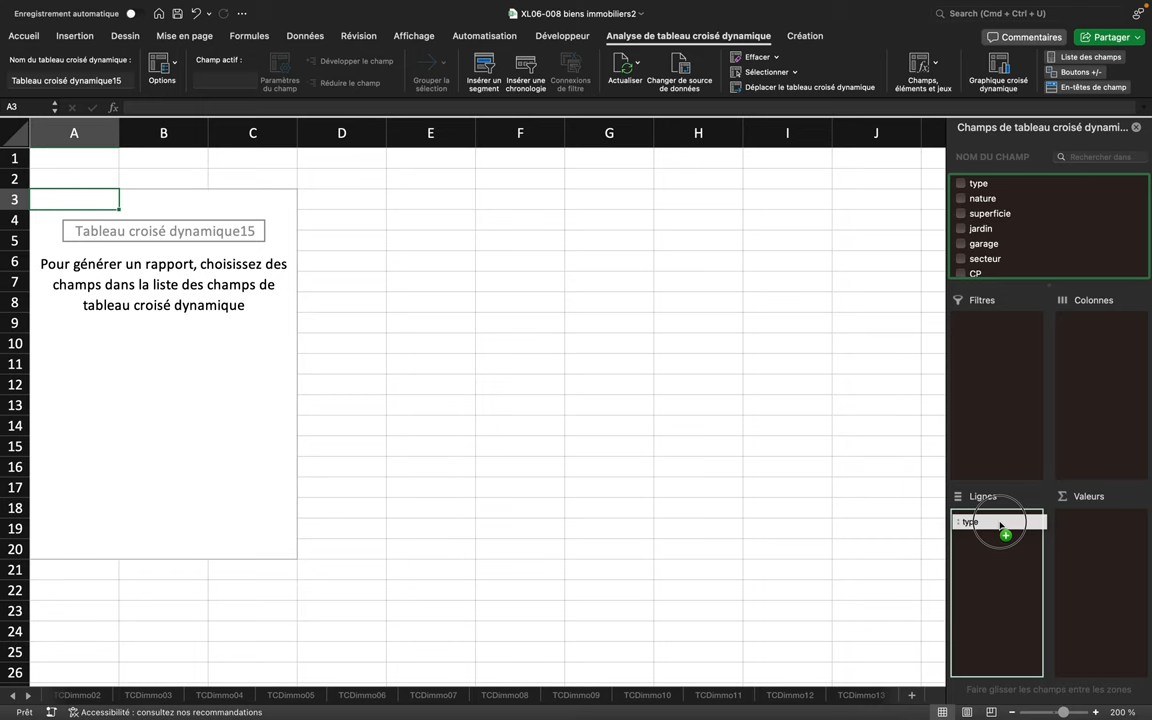 Enregistrement automatique
XL06-008 biens immobiliers2
Search (Cmd + Ctrl + U)
Accueil
Insertion
Dessin
Mise en page
Formules
Données
Révision
Affichage
Automatisation
Développeur
Analyse de tableau croisé dynamique
Création
Commentaires
Partager
Nom du tableau croisé dynamique :
Tableau croisé dynamique15
Options
Champ actif :
Paramètres
du champ
Développer le champ
Réduire le champ
Grouper la
sélection
Insérer un
segment
Insérer une
chronologie
Connexions
de filtre
Actualiser
Changer de source
de données
Effacer
Sélectionner
Déplacer le tableau croisé dynamique
Champs,
éléments et jeux
Graphique croisé
dynamique
Liste des champs
Boutons +/-
En-têtes de champ
A3
fx
A B C D E F G H I J
1
2
3
4
5
6
7
8
9
10
11
12
13
14
15
16
17
18
19
20
21
22
23
24
25
26
Tableau croisé dynamique15
Pour générer un rapport, choisissez des
champs dans la liste des champs de
tableau croisé dynamique
Champs de tableau croisé dynami...
NOM DU CHAMP
Rechercher dans
type
nature
superficie
jardin
garage
secteur
CP
Filtres
Colonnes
Lignes
Valeurs
type
Faire glisser les champs entre les zones
TCDimmo02 TCDimmo03 TCDimmo04 TCDimmo05 TCDimmo06 TCDimmo07 TCDimmo08 TCDimmo09 TCDimmo10 TCDimmo11 TCDimmo12 TCDimmo13
Prêt
Accessibilité : consultez nos recommandations
200 %